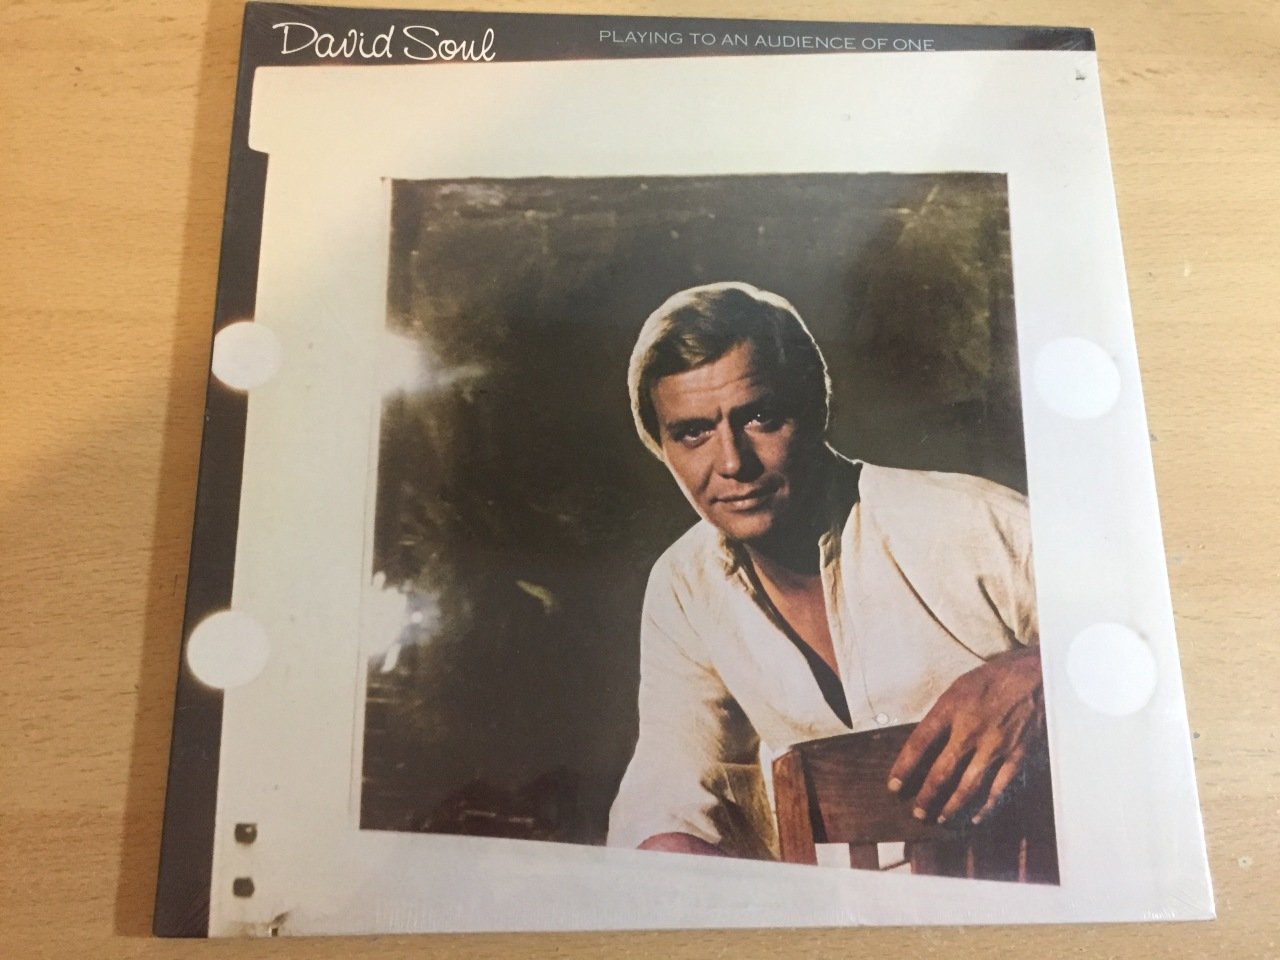 David Soul
PLAYING TO AN AUDIENCE OF ONE